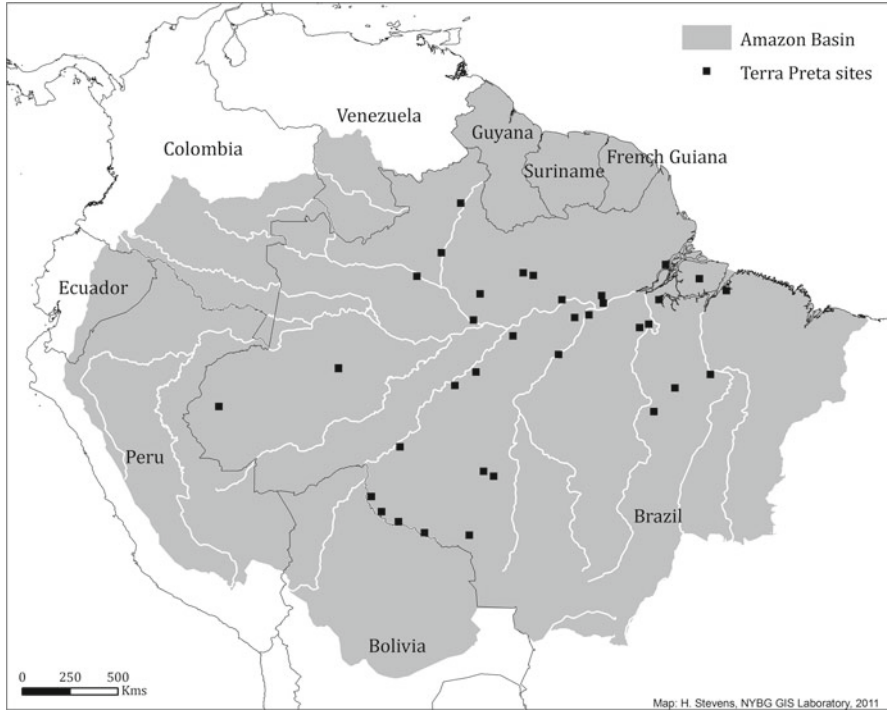 Amazon Basin
Terra Preta sites
Venezuela
Guyana
Colombia
French Guiana
Suriname
Ecuador
Peru
Brazil
Bolivia
0 250 500
Kms
Map: H. Stevens, NYBG GIS Laboratory, 2011